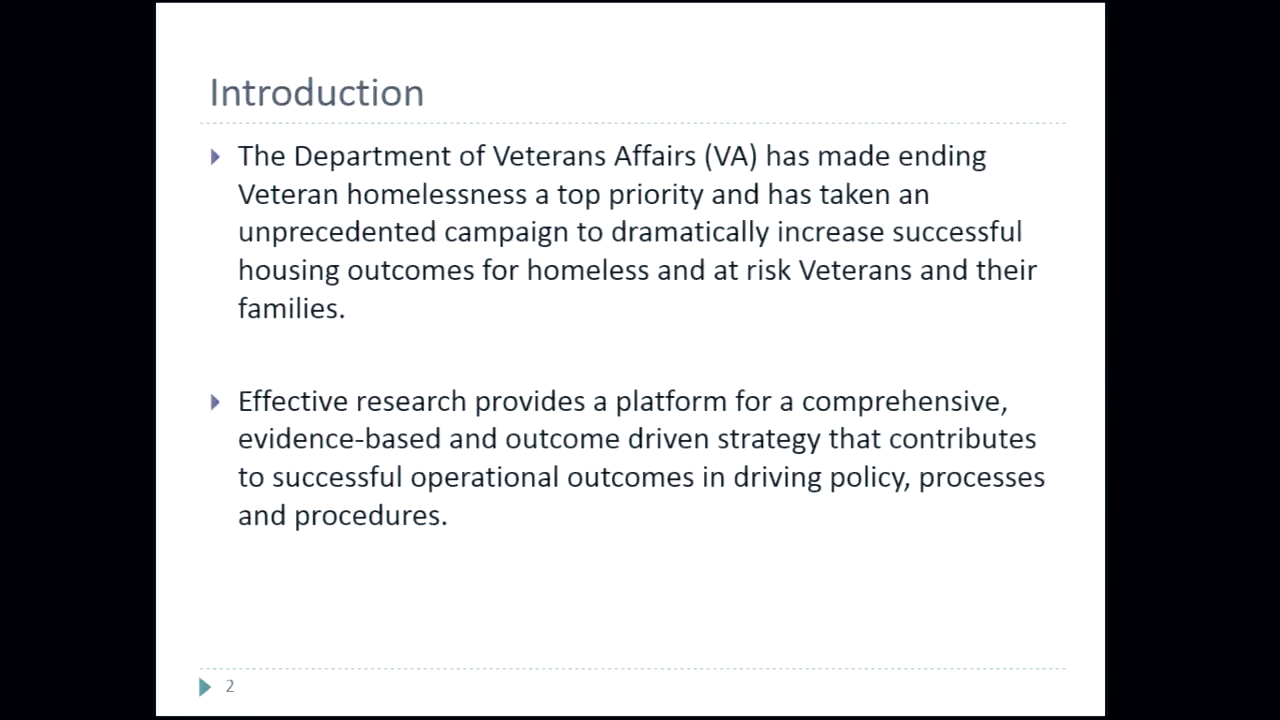 Introduction
The Department of Veterans Affairs (VA) has made ending
Veteran homelessness a top priority and has taken an
unprecedented campaign to dramatically increase successful
housing outcomes for homeless and at risk Veterans and their
families.
Effective research provides a platform for a comprehensive,
evidence-based and outcome driven strategy that contributes
to successful operational outcomes in driving policy, processes
and procedures.
2